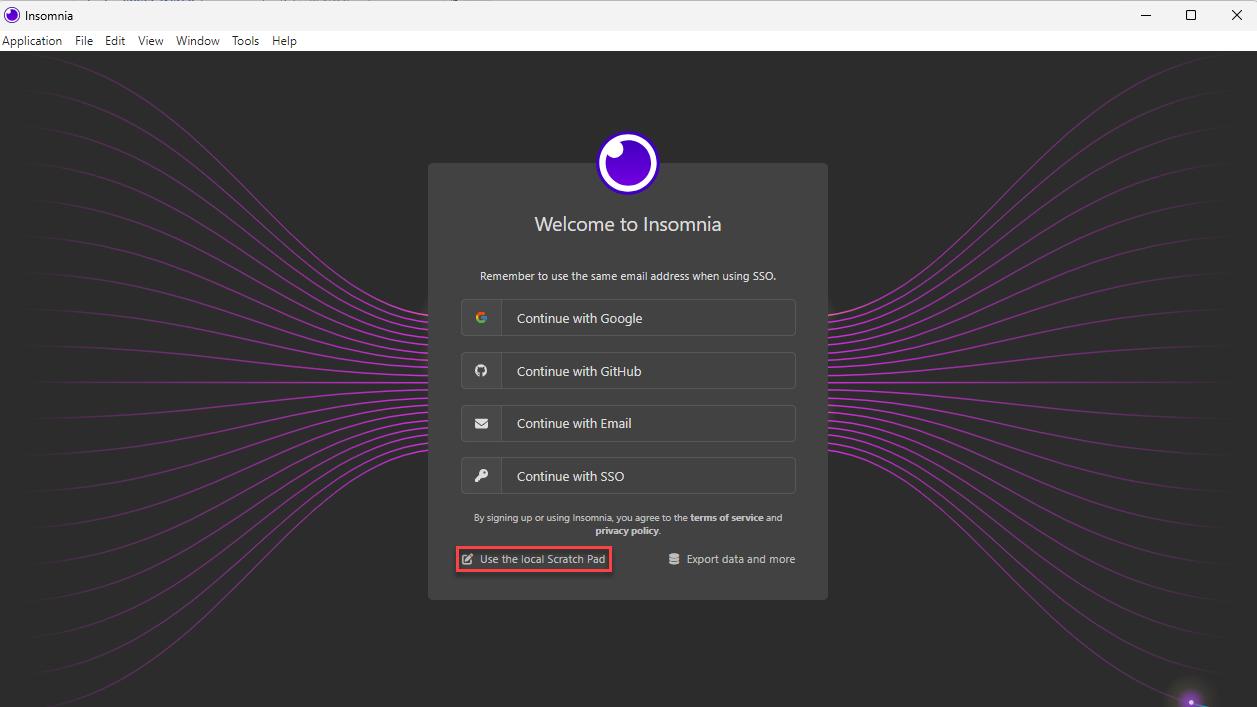 Insomnia
Application File Edit View Window Tools Help
Welcome to Insomnia
Remember to use the same email address when using SSO.
Continue with Google
Continue with GitHub
Continue with Email
Continue with SSO
By signing up or using Insomnia, you agree to the terms of service and
privacy policy.
Use the local Scratch Pad Export data and more